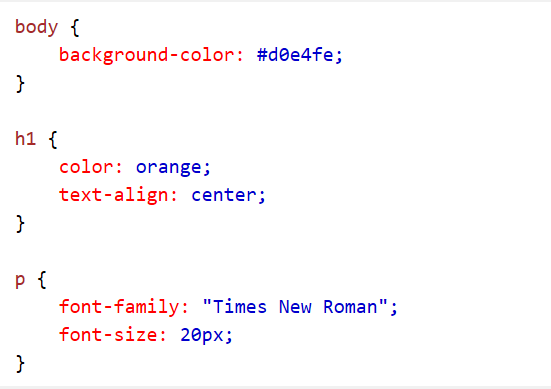 body {
    background-color: #d0e4fe;
}

h1 {
    color: orange;
    text-align: center;
}

p {
    font-family: "Times New Roman";
    font-size: 20px;
}